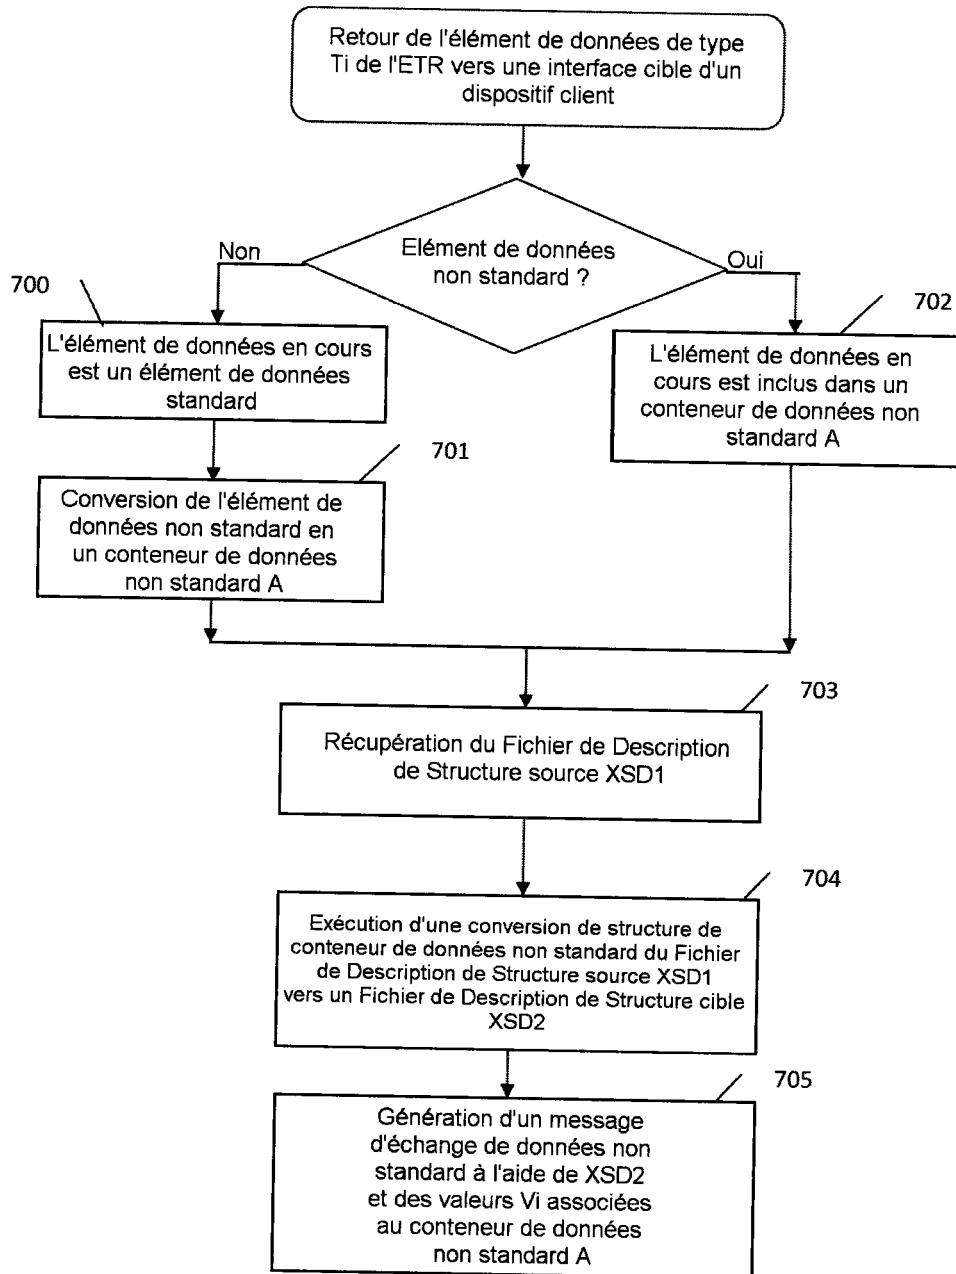 Retour de l'élément de données de type
Ti de l'ETR vers une interface cible d'un
dispositif client
Elément de données
non standard ?
Non
Oui
700
L'élément de données en cours
est un élément de données
standard
702
L'élément de données en
cours est inclus dans un
conteneur de données non
standard A
701
Conversion de l'élément de
données non standard en
un conteneur de données
non standard A
703
Récupération du Fichier de Description
de Structure source XSD1
704
Exécution d'une conversion de structure de
conteneur de données non standard du Fichier
de Description de Structure source XSD1
vers un Fichier de Description de Structure cible
XSD2
705
Génération d'un message
d'échange de données non
standard à l'aide de XSD2
et des valeurs Vi associées
au conteneur de données
non standard A